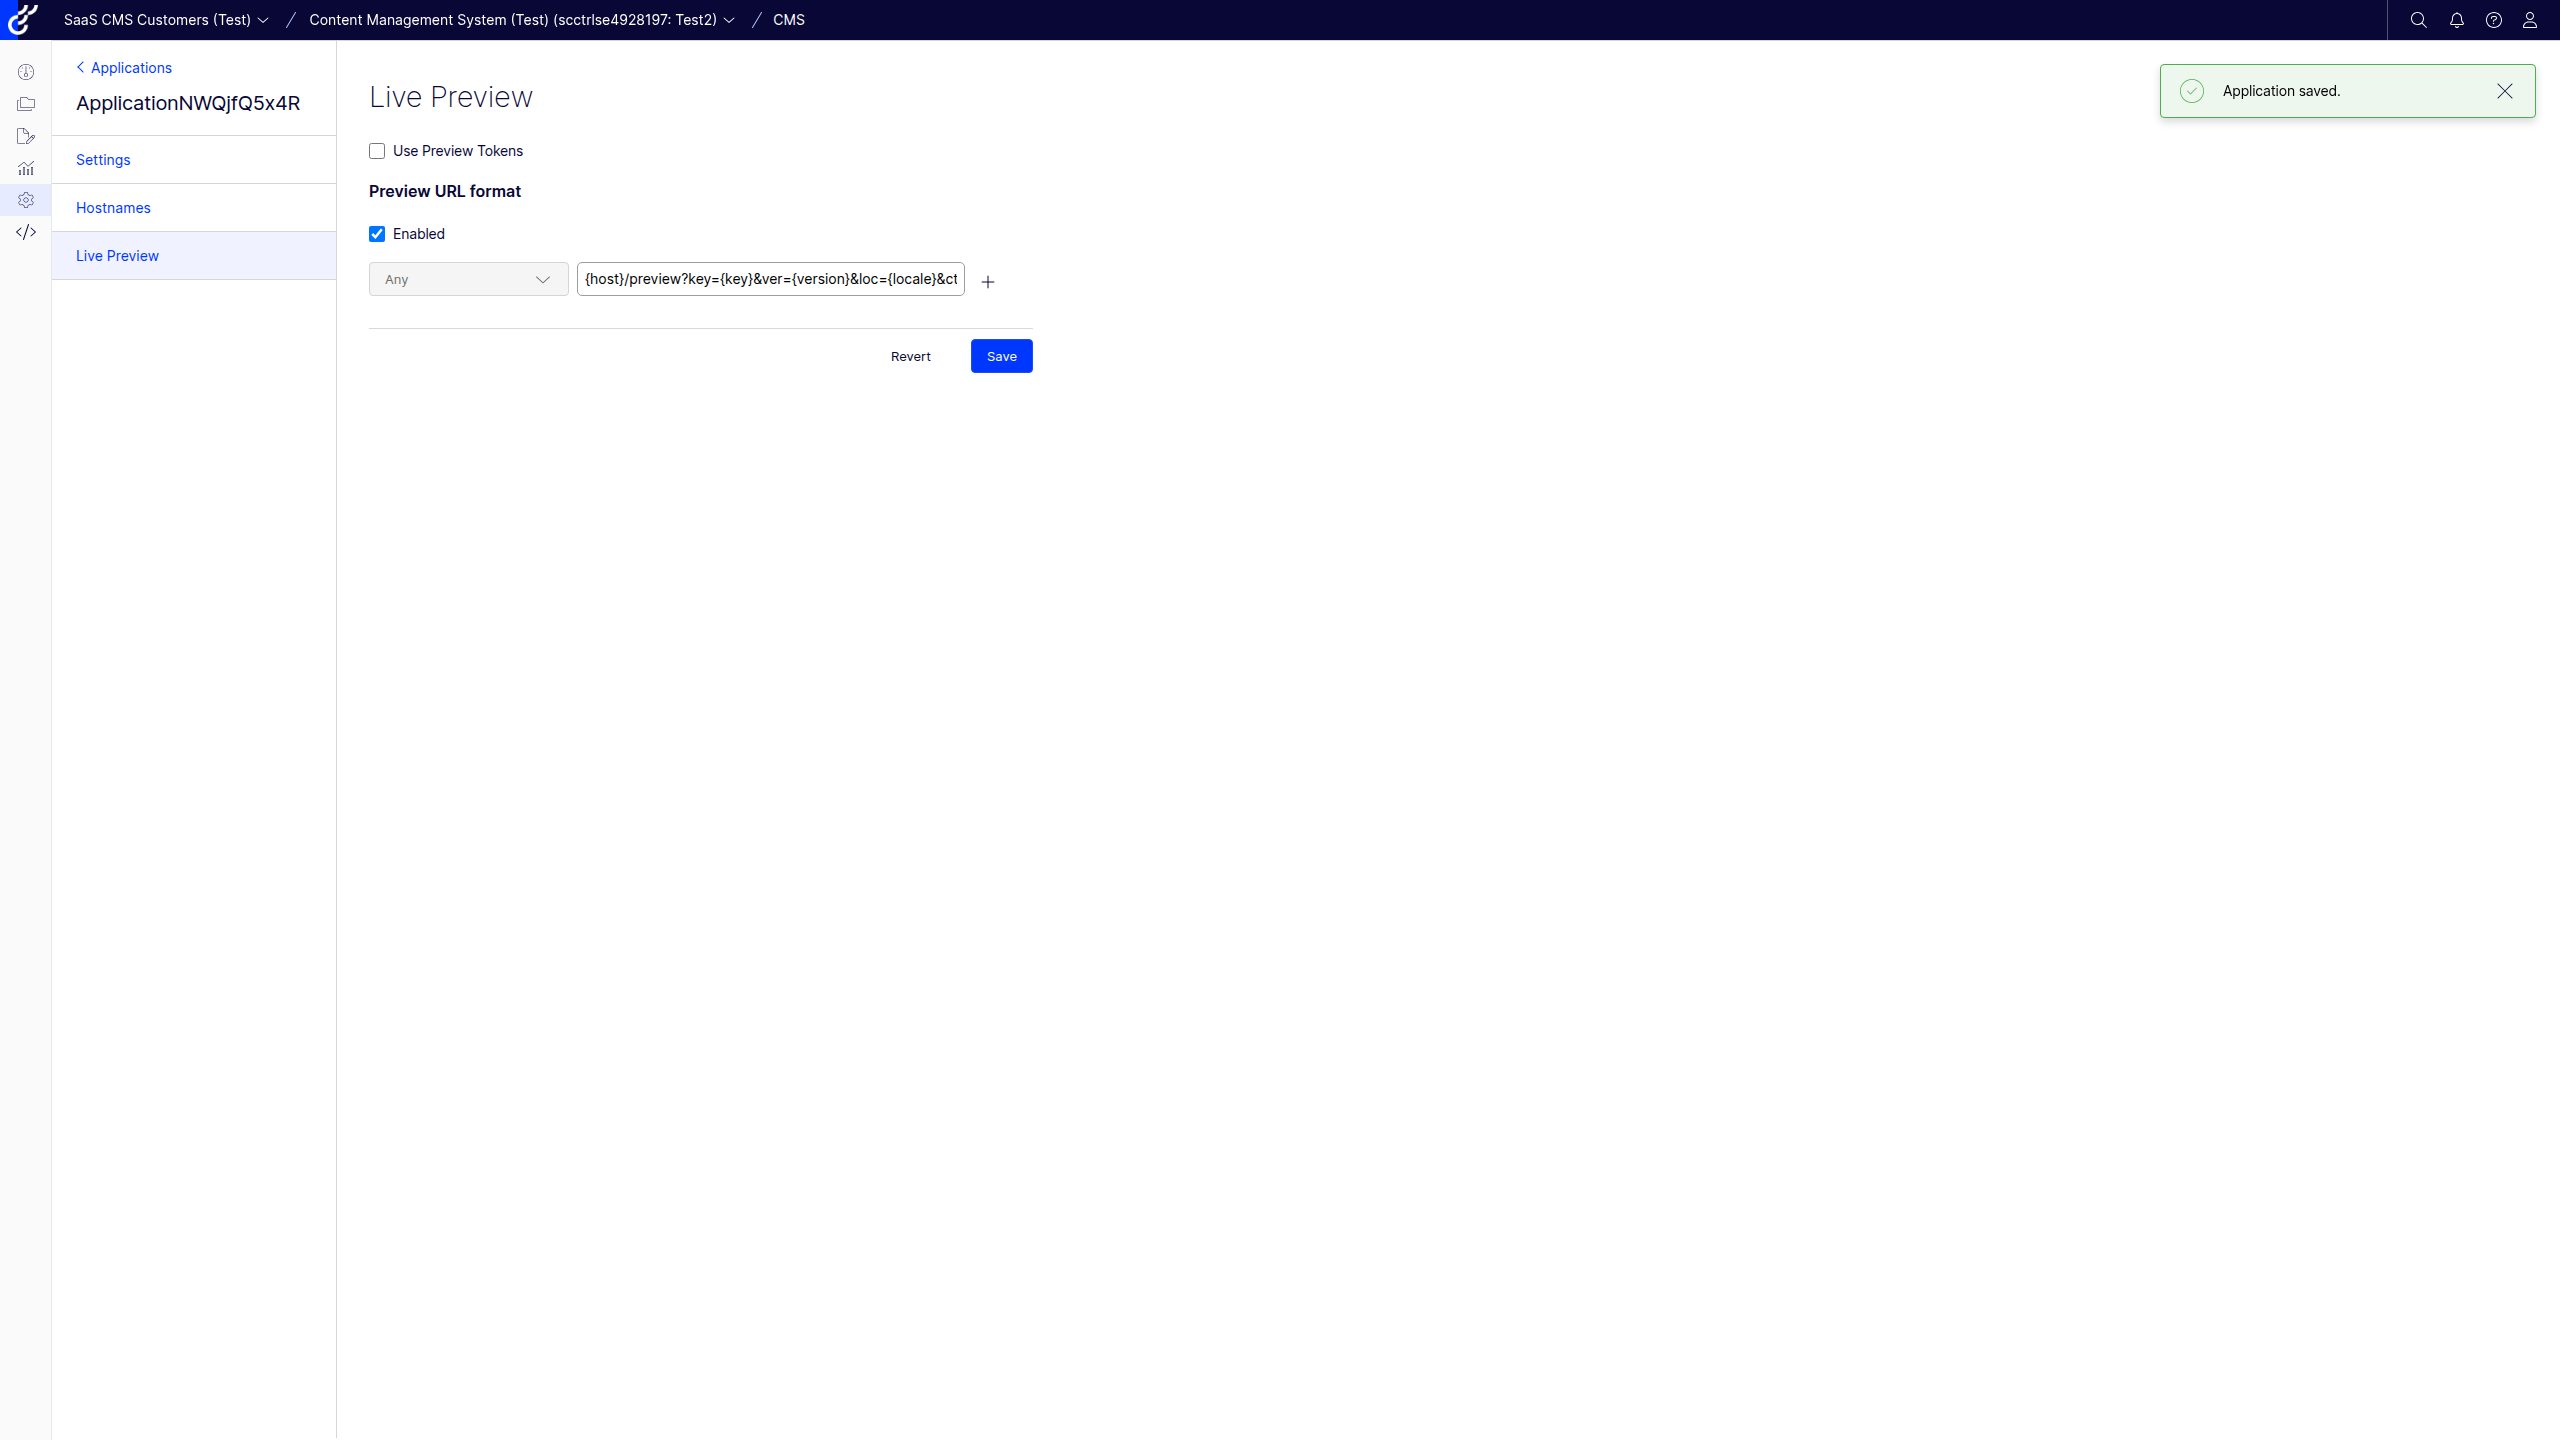 SaaS CMS Customers (Test) / Content Management System (Test) (scctrlse4928197: Test2) / CMS
Applications
ApplicationNWQjfQ5x4R
Settings
Hostnames
Live Preview
Live Preview
Application saved.
Use Preview Tokens
Preview URL format
Enabled
Any {host}/preview?key={key}&ver={version}&loc={locale}&ct
Revert Save